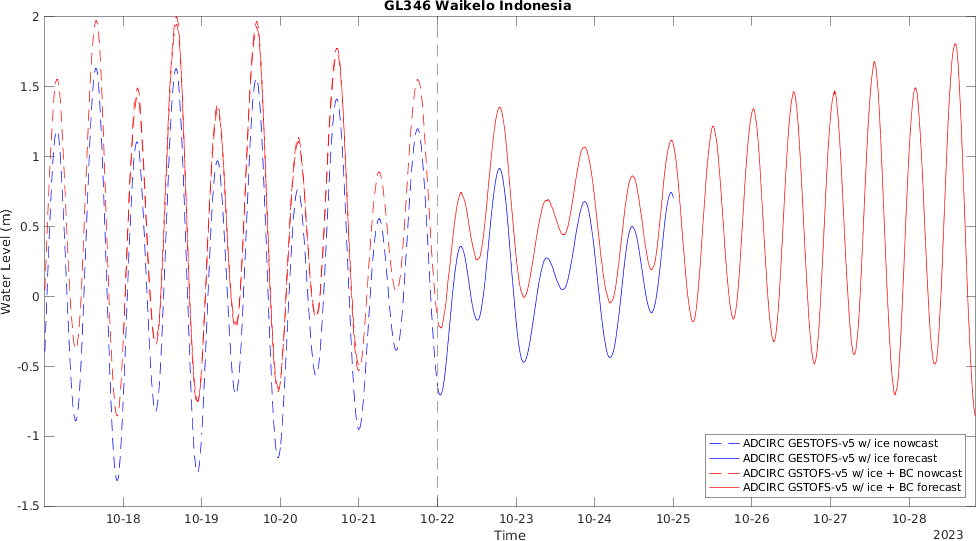 GL346 Waikelo Indonesia
2
1.5
1
0.5
0
-0.5
-1
-1.5
Water Level (m)
ADCIRC GESTOFS-v5 w/ ice nowcast
ADCIRC GESTOFS-v5 w/ ice forecast
ADCIRC GSTOFS-v5 w/ ice + BC nowcast
ADCIRC GSTOFS-v5 w/ ice + BC forecast
10-18 10-19 10-20 10-21 10-22 10-23 10-24 10-25 10-26 10-27 10-28
Time
2023